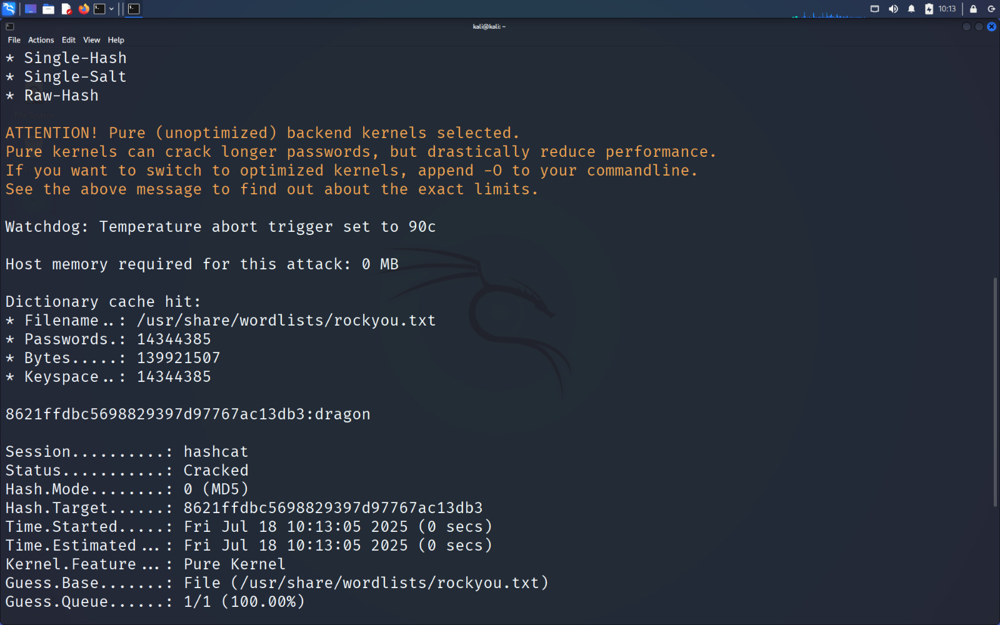 10:13
kali@kali: ~
File Actions Edit View Help
* Single-Hash
* Single-Salt
* Raw-Hash
ATTENTION! Pure (unoptimized) backend kernels selected.
Pure kernels can crack longer passwords, but drastically reduce performance.
If you want to switch to optimized kernels, append -O to your commandline.
See the above message to find out about the exact limits.
Watchdog: Temperature abort trigger set to 90c
Host memory required for this attack: 0 MB
Dictionary cache hit:
* Filename..: /usr/share/wordlists/rockyou.txt
* Passwords.: 14344385
* Bytes.....: 139921507
* Keyspace..: 14344385
8621ffdbc5698829397d97767ac13db3:dragon
Session..........: hashcat
Status...........: Cracked
Hash.Mode........: 0 (MD5)
Hash.Target......: 8621ffdbc5698829397d97767ac13db3
Time.Started.....: Fri Jul 18 10:13:05 2025 (0 secs)
Time.Estimated...: Fri Jul 18 10:13:05 2025 (0 secs)
Kernel.Feature...: Pure Kernel
Guess.Base.......: File (/usr/share/wordlists/rockyou.txt)
Guess.Queue......: 1/1 (100.00%)